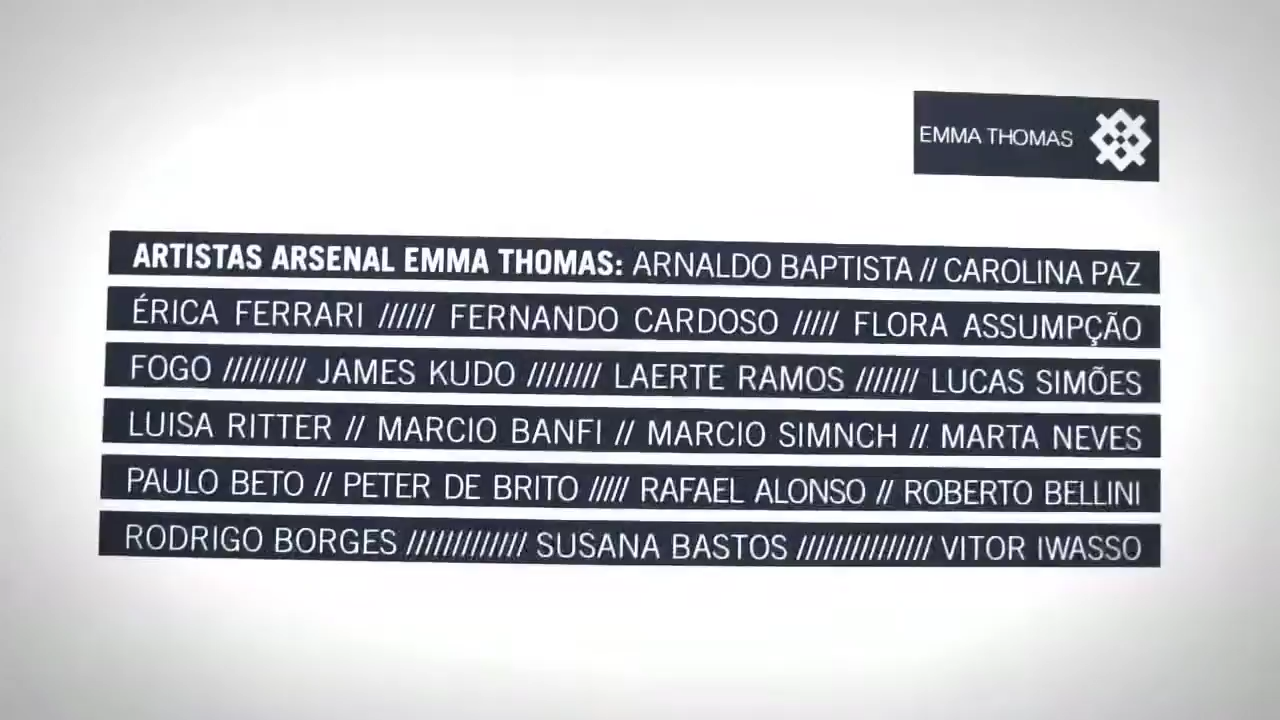 EMMA THOMAS
ARTISTAS ARSENAL EMMA THOMAS: ARNALDO BAPTISTA // CAROLINA PAZ
ÉRICA FERRARI ////// FERNANDO CARDOSO ///// FLORA ASSUMPÇÃO
FOGO ///////// JAMES KUDO //////// LAERTE RAMOS /////// LUCAS SIMÕES
LUISA RITTER // MARCIO BANFI // MARCIO SIMNCH // MARTA NEVES
PAULO BETO // PETER DE BRITO ///// RAFAEL ALONSO // ROBERTO BELLINI
RODRIGO BORGES ///////////// SUSANA BASTOS /////////////// VITOR IWASSO